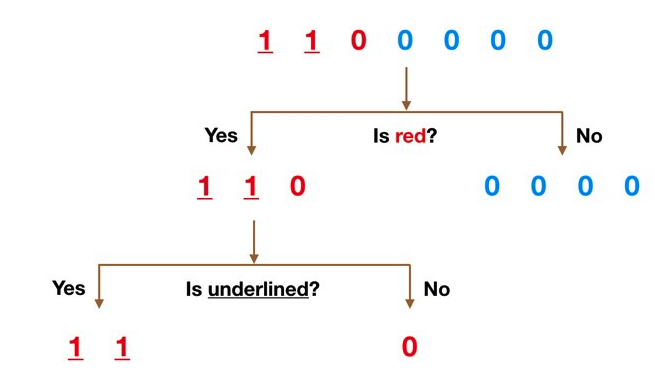 1 1 0 0 0 0 0
Yes Is red? No
1 1 0 0 0 0 0
Yes Is underlined? No
1 1 0